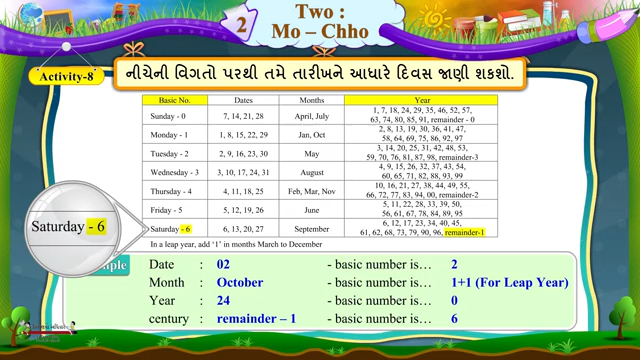 2
Two :
Mo – Chho
Activity-8
નીચેની વિગતો પરથી તમે તારીખને આધારે દિવસ જાણી શકશો.
Basic No. Dates Months Year
Sunday - 0 7, 14, 21, 28 April, July 1, 7, 18, 24, 29, 35, 46, 52, 57,
63, 74, 80, 85, 91, remainder - 0
Monday - 1 1, 8, 15, 22, 29 Jan, Oct 2, 8, 13, 19, 30, 36, 41, 47,
58, 64, 69, 75, 86, 92, 97
Tuesday - 2 2, 9, 16, 23, 30 May 3, 14, 20, 25, 31, 42, 48, 53,
59, 70, 76, 81, 87, 98, remainder-3
Wednesday - 3 3, 10, 17, 24, 31 August 4, 9, 15, 26, 32, 37, 43, 54,
60, 65, 71, 82, 88, 93, 99
Thursday - 4 4, 11, 18, 25 Feb, Mar, Nov 10, 16, 21, 27, 38, 44, 49, 55,
66, 72, 77, 83, 94, 00, remainder-2
Friday - 5 5, 12, 19, 26 June 5, 11, 22, 28, 33, 39, 50,
56, 61, 67, 78, 84, 89, 95
Saturday - 6 6, 13, 20, 27 September 6, 12, 17, 23, 34, 40, 45,
61, 62, 68, 73, 79, 90, 96, remainder-1
In a leap year, add ‘1’ in months March to December
Saturday - 6
Date : 02 - basic number is… 2
Month : October - basic number is… 1+1 (For Leap Year)
Year : 24 - basic number is… 0
century : remainder – 1 - basic number is… 6